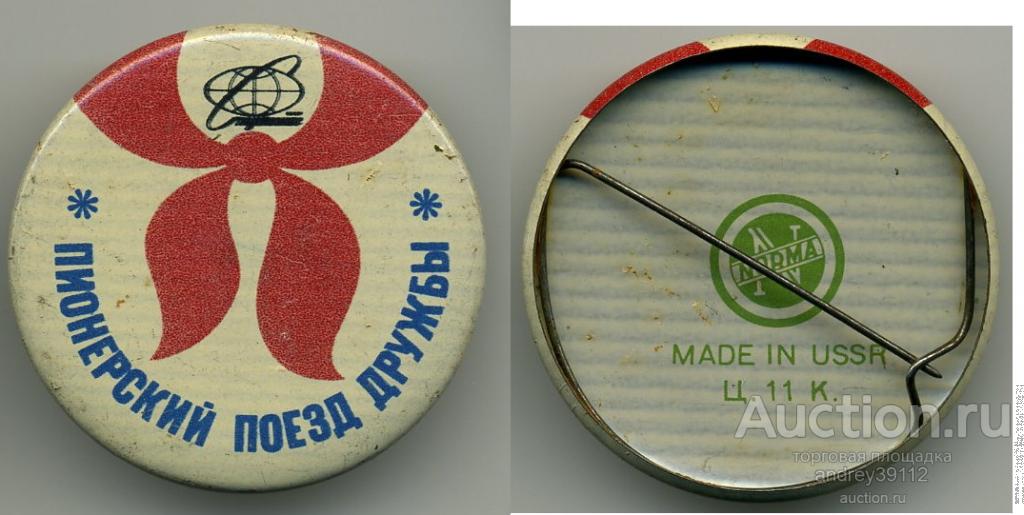 * ПИОНЕРСКИЙ ПОЕЗД ДРУЖБЫ *
NORMA
MADE IN USSR
Ц. 11 К.
Auction.ru
торговая площадка
andrey39112
auction.ru